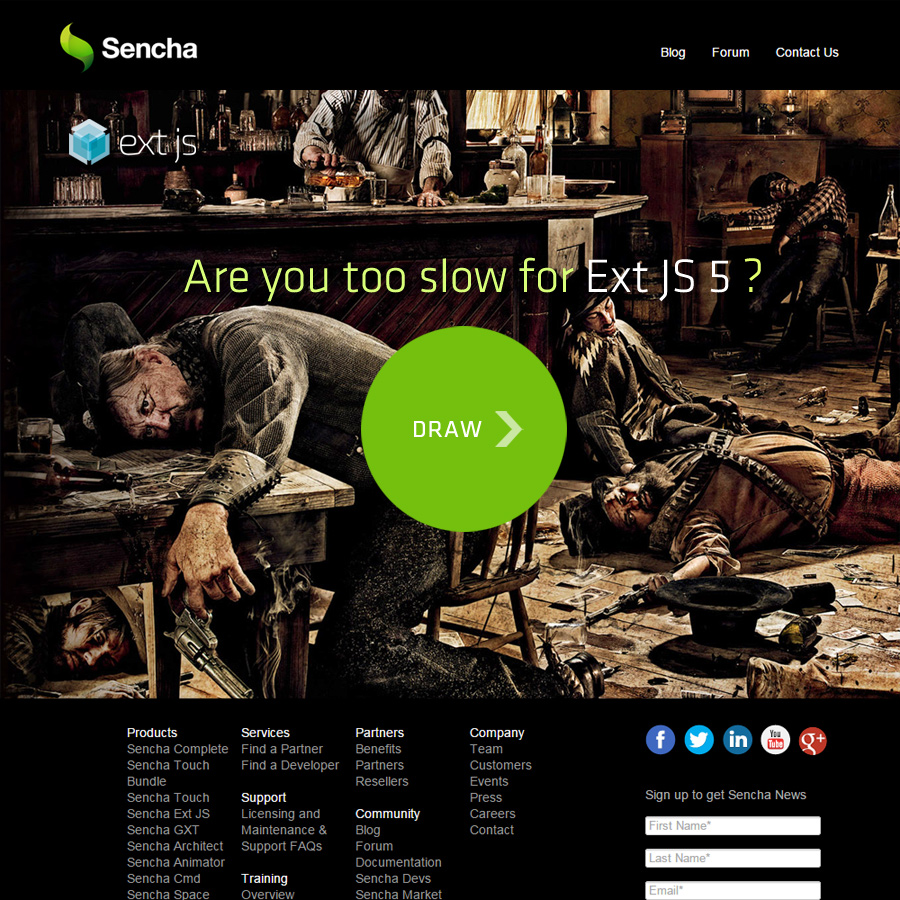 Sencha
Blog Forum Contact Us
ext js
Are you too slow for Ext JS 5 ?
DRAW
Products
Sencha Complete
Sencha Touch
Bundle
Sencha Touch
Sencha Ext JS
Sencha GXT
Sencha Architect
Sencha Animator
Sencha Cmd
Sencha Space
Services
Find a Partner
Find a Developer
Support
Licensing and
Maintenance &
Support FAQs
Training
Overview
Partners
Benefits
Partners
Resellers
Community
Blog
Forum
Documentation
Sencha Devs
Sencha Market
Company
Team
Customers
Events
Press
Careers
Contact
f in You Tube g+
Sign up to get Sencha News
First Name*
Last Name*
Email*